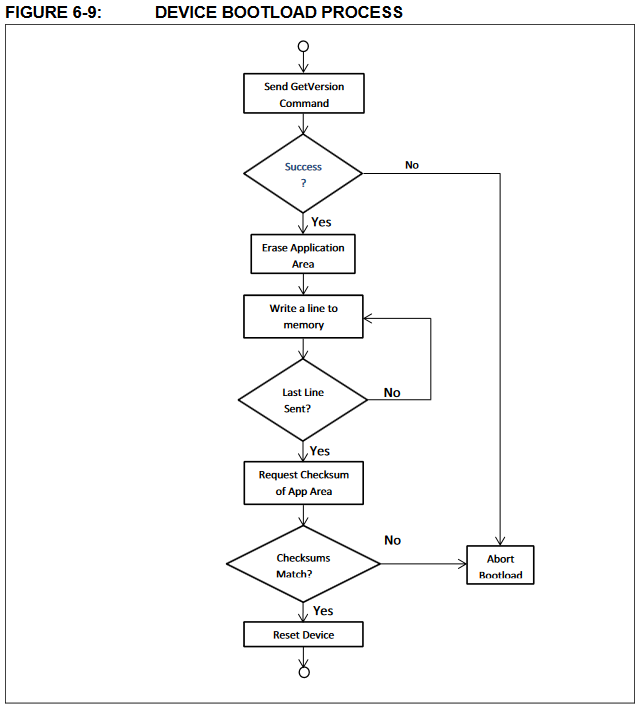 FIGURE 6-9: DEVICE BOOTLOAD PROCESS
Send GetVersion
Command
Success
?
No
Yes
Erase Application
Area
Write a line to
memory
Last Line
Sent?
No
Yes
Request Checksum
of App Area
Checksums
Match?
No
Abort
Bootload
Yes
Reset Device